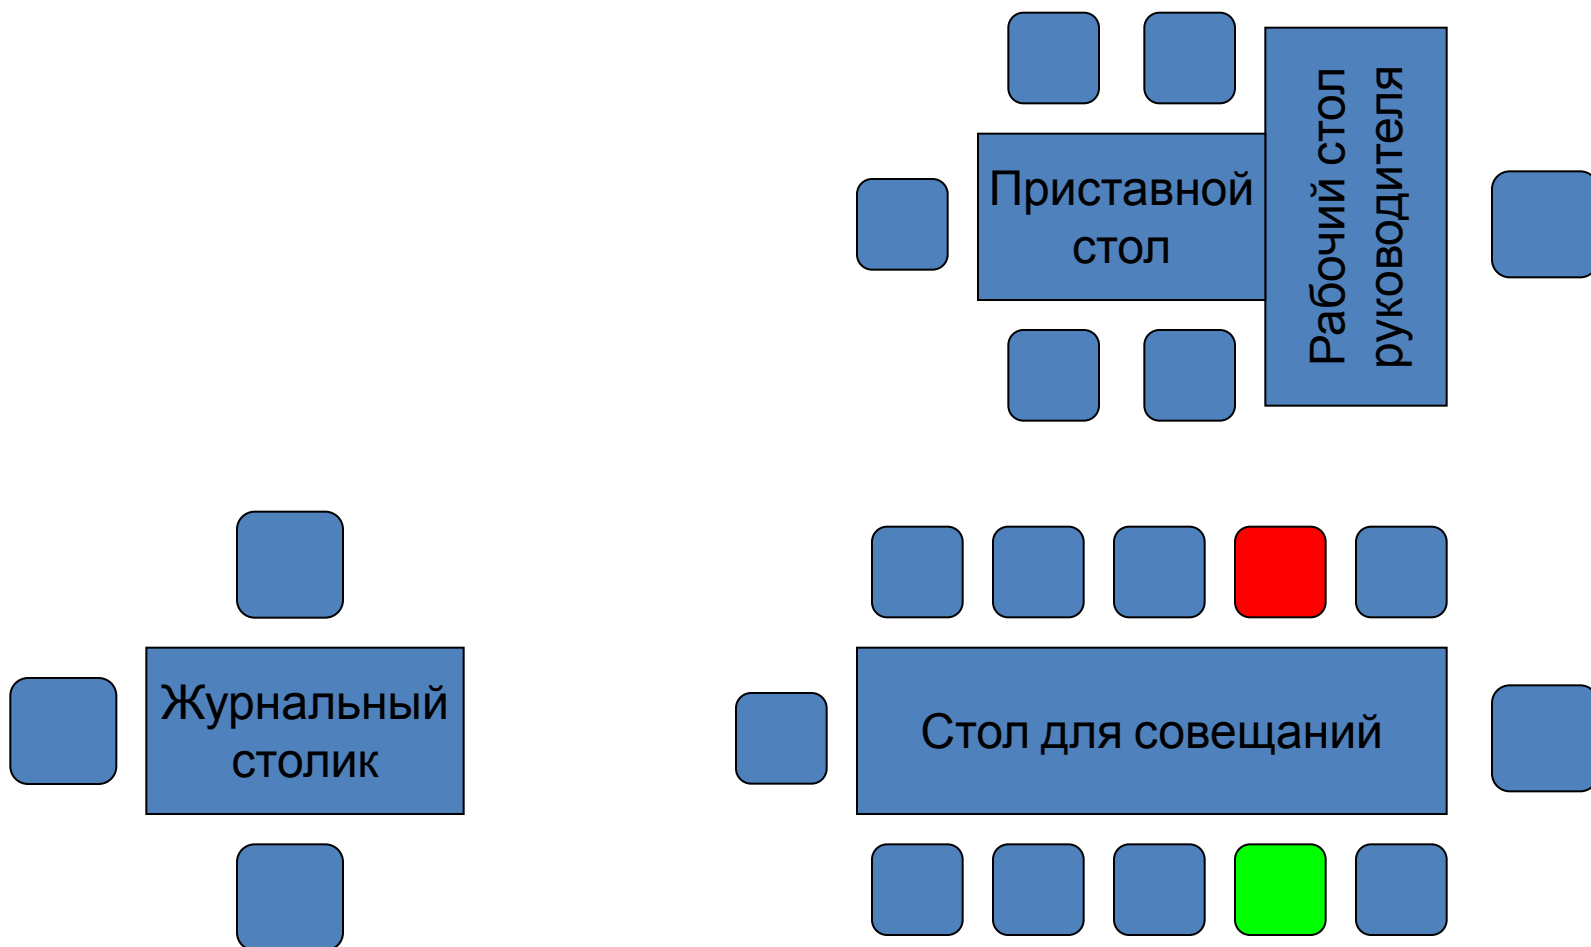 Приставной
стол
Рабочий стол
руководителя
Журнальный
столик
Стол для совещаний